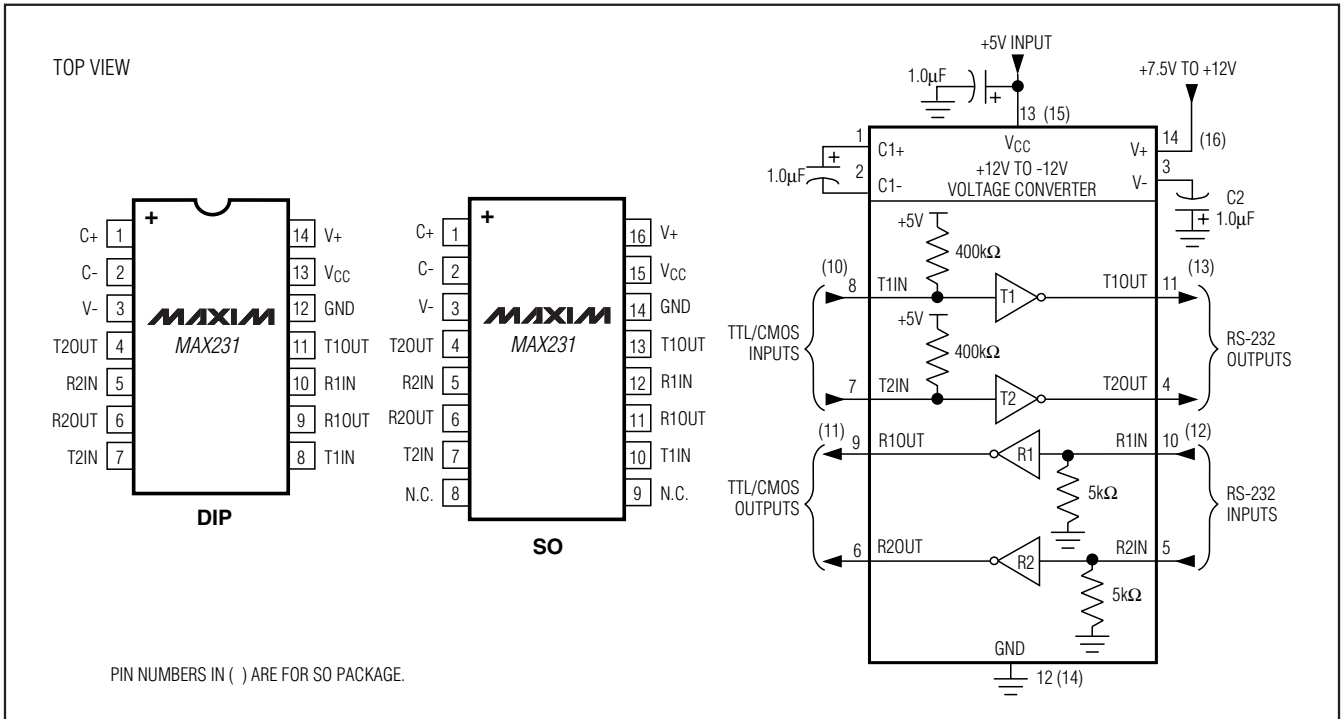 TOP VIEW
+
C+ 1
C- 2
V- 3
T2OUT 4
R2IN 5
R2OUT 6
T2IN 7
14 V+
13 VCC
12 GND
11 T1OUT
10 R1IN
9 R1OUT
8 T1IN
MAXIM
MAX231
DIP
+
C+ 1
C- 2
V- 3
T2OUT 4
R2IN 5
R2OUT 6
T2IN 7
N.C. 8
16 V+
15 VCC
14 GND
13 T1OUT
12 R1IN
11 R1OUT
10 T1IN
9 N.C.
MAXIM
MAX231
SO
+5V INPUT
1.0μF
+
13 (15)
+7.5V TO +12V
1
C1+
VCC
V+
14
(16)
+
1.0μF
2
C1-
+12V TO -12V
VOLTAGE CONVERTER
V-
3
C2
+
1.0μF
+5V
400kΩ
(10)
8
T1IN
T1
T1OUT
11
(13)
+5V
400kΩ
TTL/CMOS
INPUTS
RS-232
OUTPUTS
7
T2IN
T2
T2OUT
4
(11)
9
R1OUT
R1
R1IN
10
(12)
5kΩ
TTL/CMOS
OUTPUTS
RS-232
INPUTS
6
R2OUT
R2
R2IN
5
5kΩ
GND
12 (14)
PIN NUMBERS IN ( ) ARE FOR SO PACKAGE.